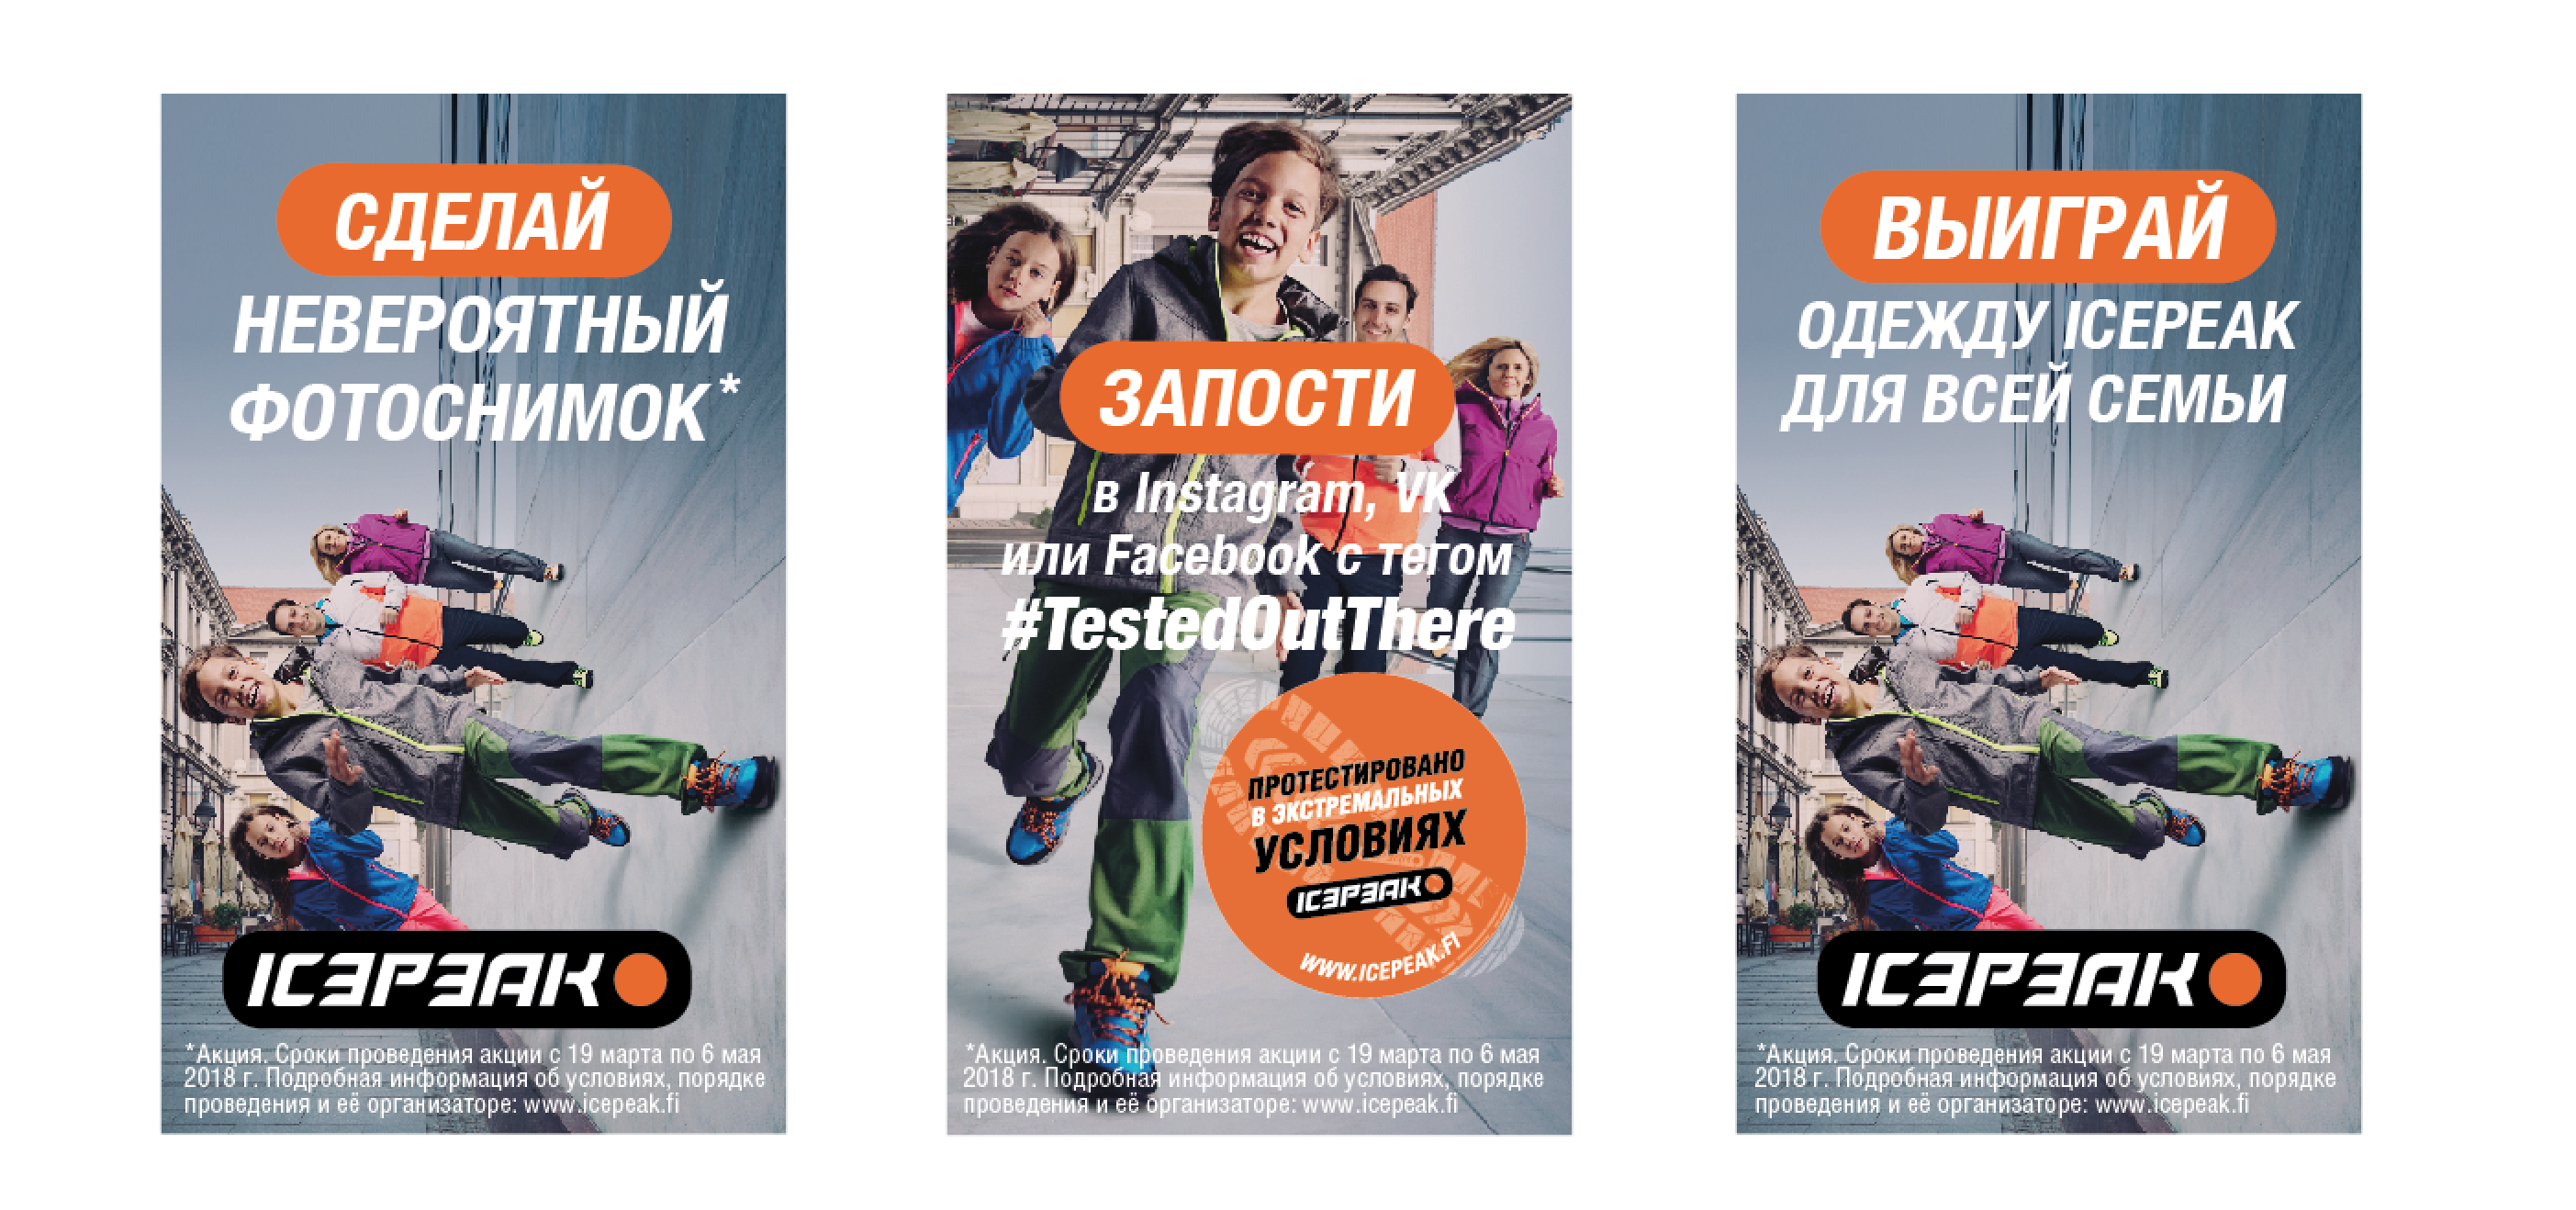 СДЕЛАЙ
НЕВЕРОЯТНЫЙ
ФОТОСНИМОК*
ICEPEAK
*Акция. Сроки проведения акции с 19 марта по 6 мая
2018 г. Подробная информация об условиях, порядке
проведения и её организаторе: www.icepeak.fi
ЗАПОСТИ
в Instagram, VK
или Facebook с тегом
#TestedOutThere
ПРОТЕСТИРОВАНО
В ЭКСТРЕМАЛЬНЫХ
УСЛОВИЯХ
ICEPEAK
WWW.ICEPEAK.FI
*Акция. Сроки проведения акции с 19 марта по 6 мая
2018 г. Подробная информация об условиях, порядке
проведения и её организаторе: www.icepeak.fi
ВЫИГРАЙ
ОДЕЖДУ ICEPEAK
ДЛЯ ВСЕЙ СЕМЬИ
ICEPEAK
*Акция. Сроки проведения акции с 19 марта по 6 мая
2018 г. Подробная информация об условиях, порядке
проведения и её организаторе: www.icepeak.fi